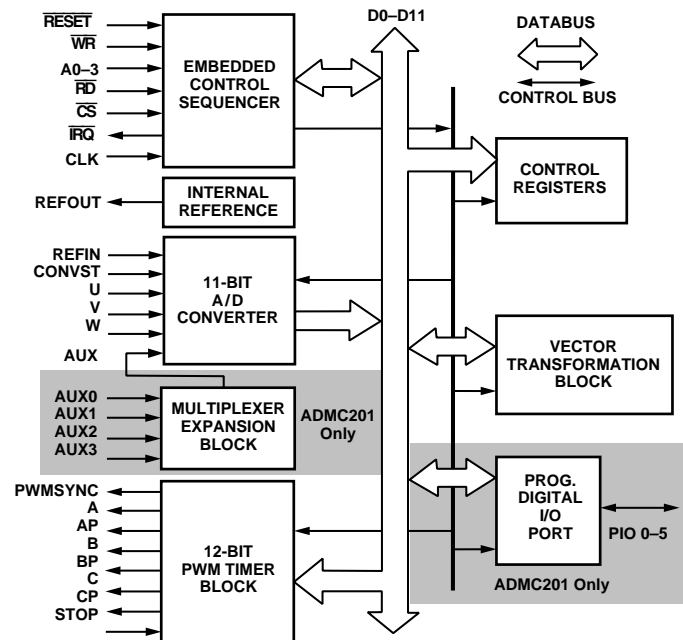 RESET
WR
A0–3
RD
CS
IRQ
CLK
EMBEDDED
CONTROL
SEQUENCER
D0–D11
DATABUS
CONTROL BUS
REFOUT
INTERNAL
REFERENCE
CONTROL
REGISTERS
REFIN
CONVST
U
V
W
AUX
11-BIT
A/D
CONVERTER
VECTOR
TRANSFORMATION
BLOCK
AUX0
AUX1
AUX2
AUX3
MULTIPLEXER
EXPANSION
BLOCK
ADMC201
Only
PWMSYNC
A
AP
B
BP
C
CP
STOP
12-BIT
PWM TIMER
BLOCK
PROG.
DIGITAL
I/O
PORT
PIO 0–5
ADMC201 Only